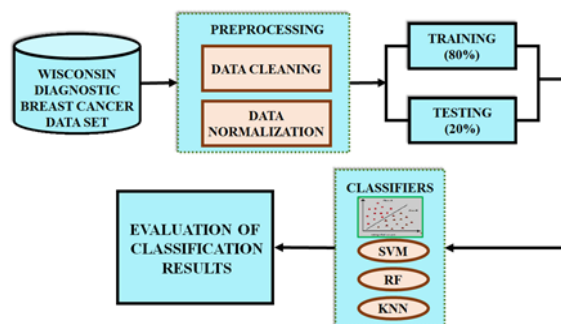 WISCONSIN
DIAGNOSTIC
BREAST CANCER
DATA SET
PREPROCESSING
DATA CLEANING
DATA
NORMALIZATION
TRAINING
(80%)
TESTING
(20%)
CLASSIFIERS
SVM
RF
KNN
EVALUATION OF
CLASSIFICATION
RESULTS